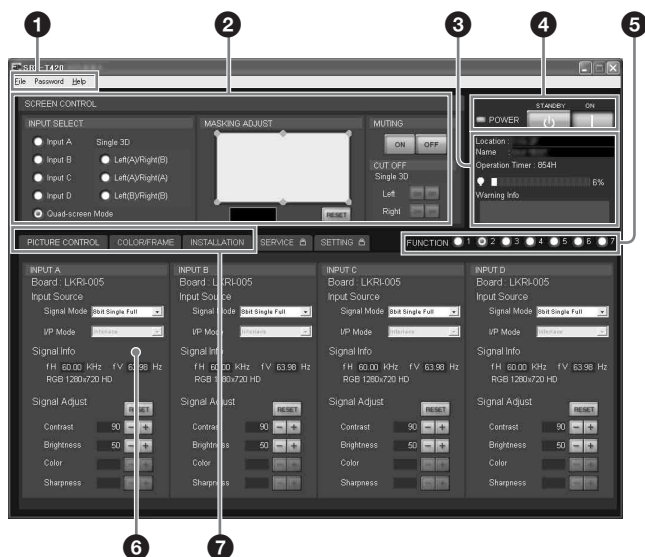 1 2 3 4 5
SRX-T420
File Password Help
SCREEN CONTROL
INPUT SELECT
Input A Single 3D
Input B Left(A)/Right(B)
Input C Left(A)/Right(A)
Input D Left(B)/Right(B)
Quad-screen Mode
MASKING ADJUST
RESET
MUTING
ON OFF
CUT OFF
Single 3D
Left
Right
STANDBY ON
POWER
Location :
Name :
Operation Timer : 854H
6%
Warning Info
PICTURE CONTROL COLOR/FRAME INSTALLATION SERVICE SETTING
FUNCTION 1 2 3 4 5 6 7
INPUT A
Board : LKRI-005
Input Source
Signal Mode 8bit Single Full
I/P Mode Interlace
Signal Info
fH 60.00 KHz fV 63.98 Hz
RGB 1280x720 HD
Signal Adjust
RESET
Contrast 90 - +
Brightness 50 - +
Color - +
Sharpness - +
INPUT B
Board : LKRI-005
Input Source
Signal Mode 8bit Single Full
I/P Mode Interlace
Signal Info
fH 60.00 KHz fV 63.98 Hz
RGB 1280x720 HD
Signal Adjust
RESET
Contrast 90 - +
Brightness 50 - +
Color - +
Sharpness - +
INPUT C
Board : LKRI-005
Input Source
Signal Mode 8bit Single Full
I/P Mode Interlace
Signal Info
fH 60.00 KHz fV 63.98 Hz
RGB 1280x720 HD
Signal Adjust
RESET
Contrast 90 - +
Brightness 50 - +
Color - +
Sharpness - +
INPUT D
Board : LKRI-005
Input Source
Signal Mode 8bit Single Full
I/P Mode Interlace
Signal Info
fH 60.00 KHz fV 63.98 Hz
RGB 1280x720 HD
Signal Adjust
RESET
Contrast 90 - +
Brightness 50 - +
Color - +
Sharpness - +
6 7